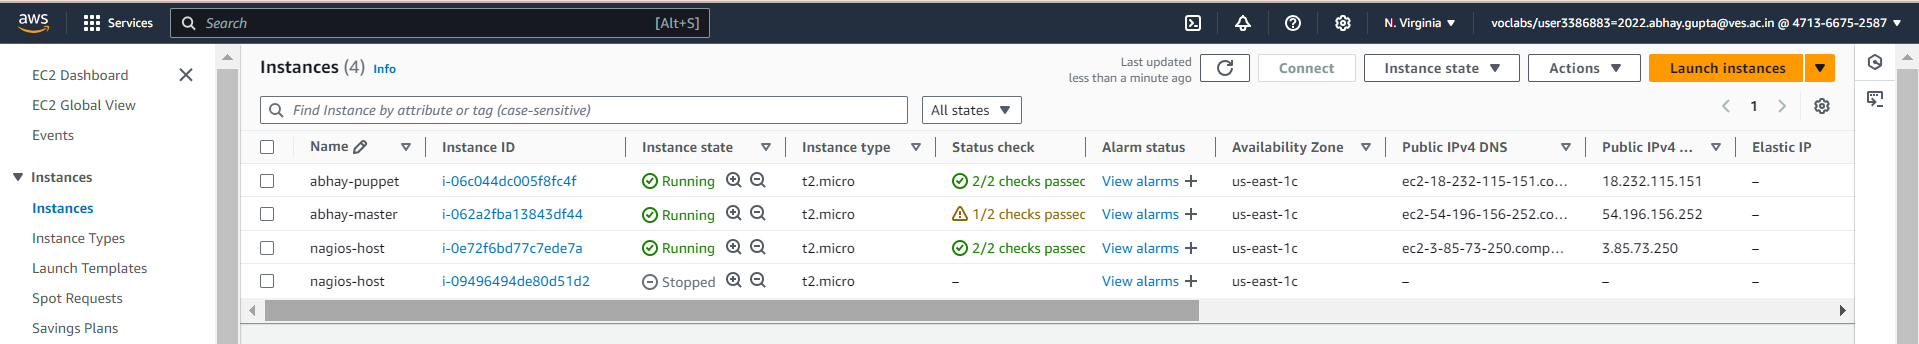 aws Services Search [Alt+S] N. Virginia voclabs/user3386883=2022.abhay.gupta@ves.ac.in @ 4713-6675-2587
EC2 Dashboard
EC2 Global View
Events
Instances
Instances
Instance Types
Launch Templates
Spot Requests
Savings Plans
Instances (4) Info
Last updated
less than a minute ago
Connect Instance state Actions Launch instances
Find Instance by attribute or tag (case-sensitive) All states 1
Name Instance ID Instance state Instance type Status check Alarm status Availability Zone Public IPv4 DNS Public IPv4 ... Elastic IP
abhay-puppet i-06c044dc005f8fc4f Running t2.micro 2/2 checks passed View alarms + us-east-1c ec2-18-232-115-151.co... 18.232.115.151 –
abhay-master i-062a2fba13843df44 Running t2.micro 1/2 checks passed View alarms + us-east-1c ec2-54-196-156-252.co... 54.196.156.252 –
nagios-host i-0e72f6bd77c7ede7a Running t2.micro 2/2 checks passed View alarms + us-east-1c ec2-3-85-73-250.comp... 3.85.73.250 –
nagios-host i-09496494de80d51d2 Stopped t2.micro – View alarms + us-east-1c – – –